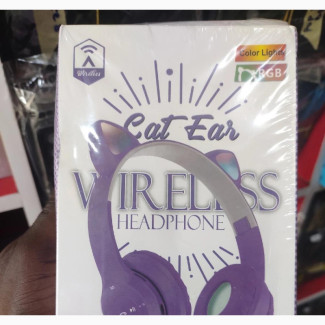 Wireless
Color Lights
RGB
Cat Ear
WIRELESS
HEADPHONE